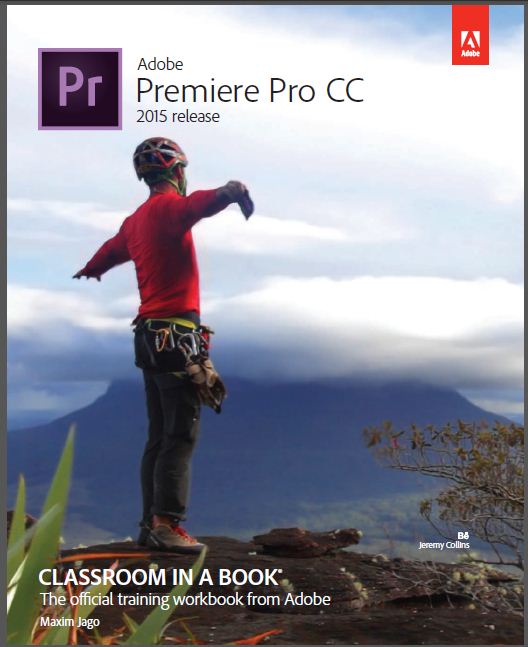 Adobe
Pr
Adobe
Premiere Pro CC
2015 release
Bē
Jeremy Collins
CLASSROOM IN A BOOK®
The official training workbook from Adobe
Maxim Jago